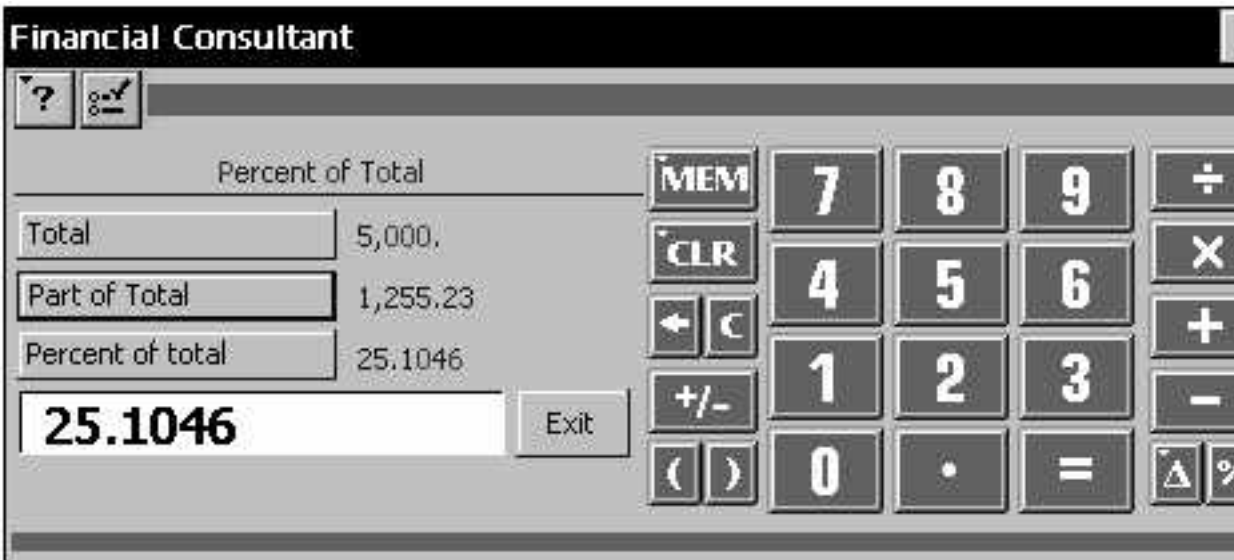 Financial Consultant
?
Percent of Total
Total 5,000.
Part of Total 1,255.23
Percent of total 25.1046
25.1046 Exit
MEM 7 8 9 ÷
CLR 4 5 6 ×
← C 1 2 3 +
+/- 0 . = −
( ) Δ %